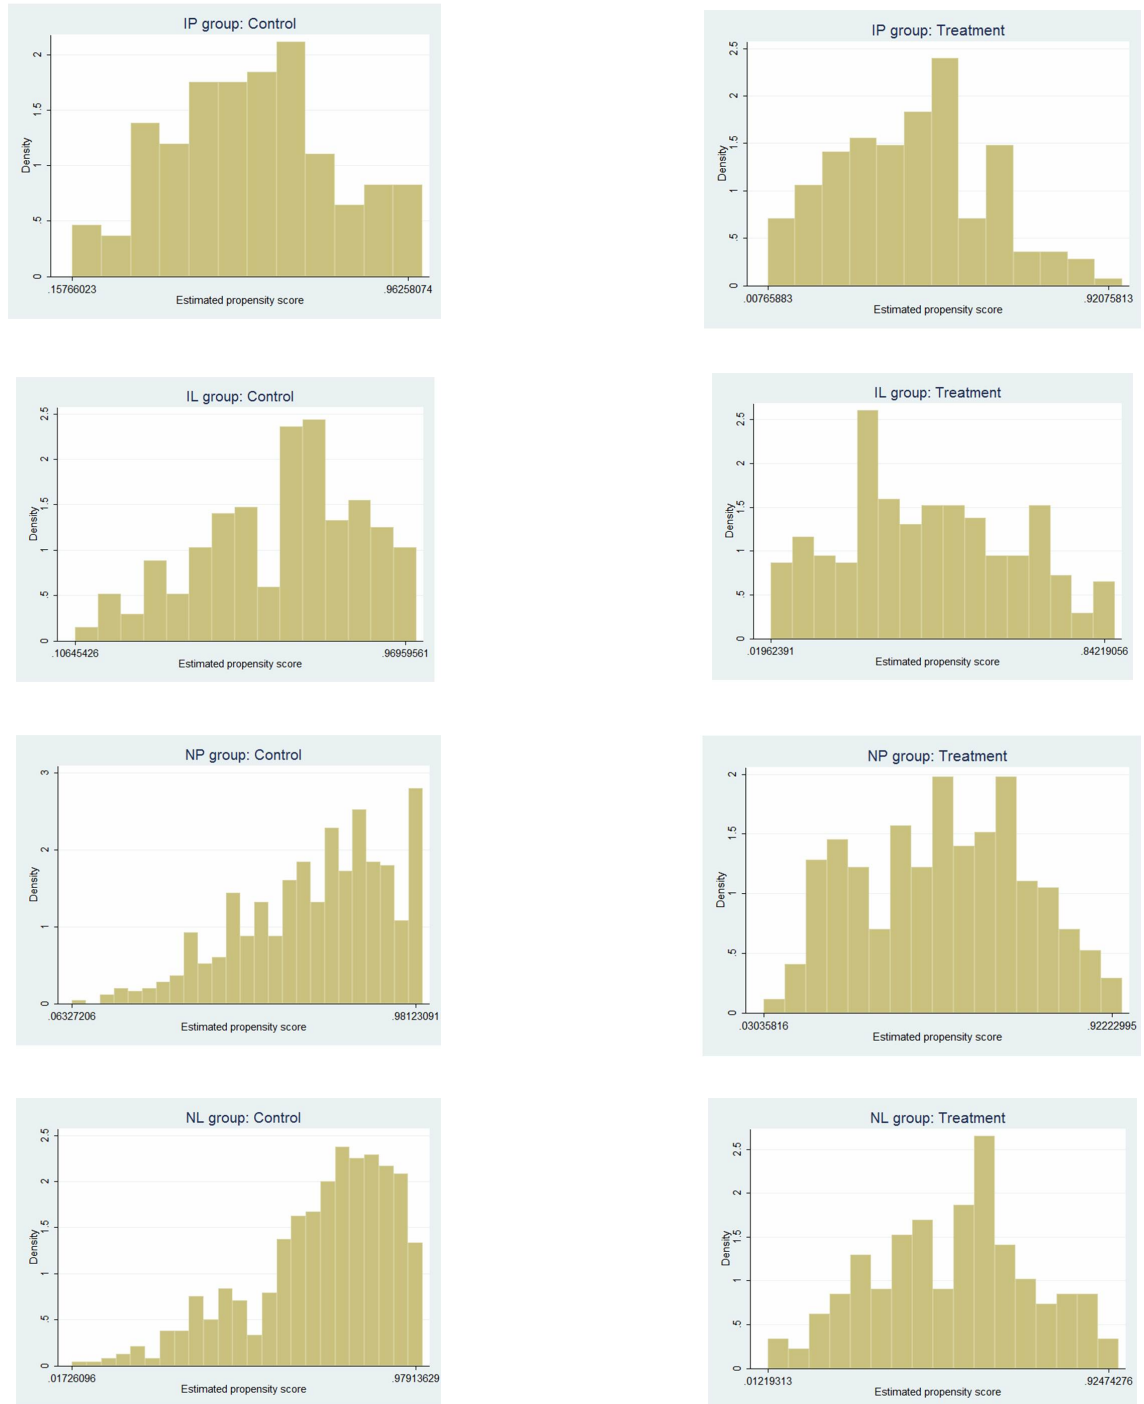 IP group: Control
Density
2
1.5
1
.5
0
.15766023 .96258074
Estimated propensity score
IP group: Treatment
Density
2.5
2
1.5
1
.5
0
.00765883 .92075813
Estimated propensity score
IL group: Control
Density
2.5
2
1.5
1
.5
0
.10645426 .96959561
Estimated propensity score
IL group: Treatment
Density
2.5
2
1.5
1
.5
0
.01962391 .84219056
Estimated propensity score
NP group: Control
Density
3
2
1
0
.06327206 .98123091
Estimated propensity score
NP group: Treatment
Density
2
1.5
1
.5
0
.03035816 .92222995
Estimated propensity score
NL group: Control
Density
2.5
2
1.5
1
.5
0
.01726096 .97913629
Estimated propensity score
NL group: Treatment
Density
2.5
2
1.5
1
.5
0
.01219313 .92474276
Estimated propensity score